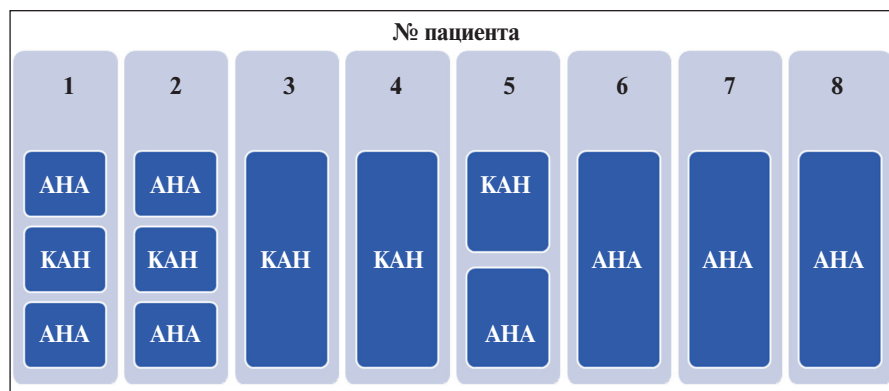 № пациента
1 2 3 4 5 6 7 8
АНА АНА КАН КАН КАН АНА АНА АНА
КАН КАН АНА
АНА АНА